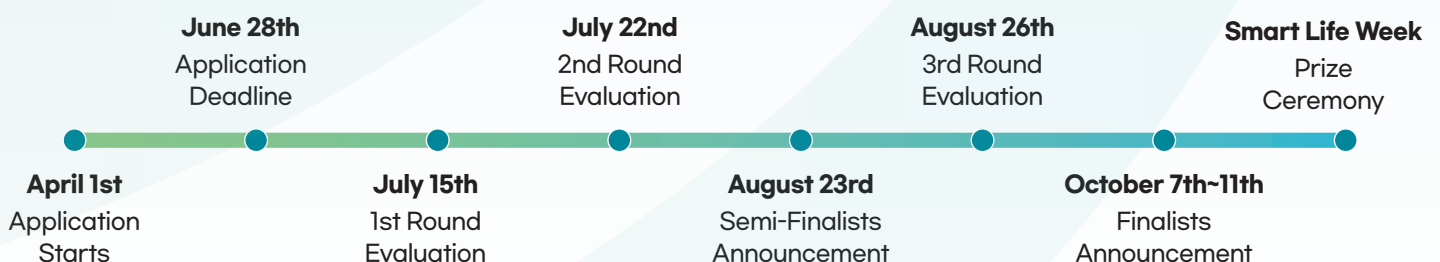 June 28th
Application
Deadline
July 22nd
2nd Round
Evaluation
August 26th
3rd Round
Evaluation
Smart Life Week
Prize
Ceremony
April 1st
Application
Starts
July 15th
1st Round
Evaluation
August 23rd
Semi-Finalists
Announcement
October 7th~11th
Finalists
Announcement